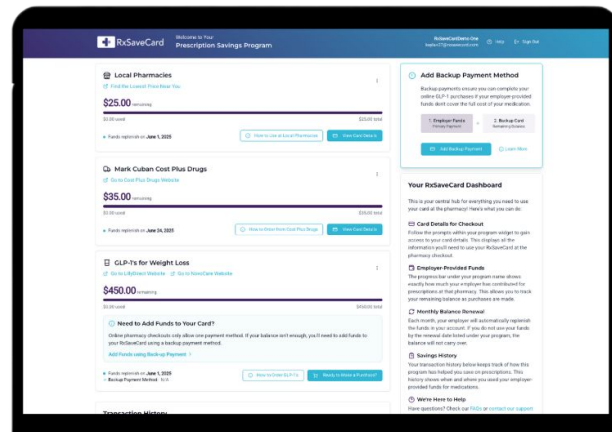 RxSaveCard
Welcome to Your
Prescription Savings Program
RxSaveCardDemo One
Help
Sign Out
Local Pharmacies
Find the Lowest Price Near You
$25.00 remaining
$0.00 used
$25.00 total
Funds replenish on June 1, 2025
How to Use at Local Pharmacies
View Card Details
Mark Cuban Cost Plus Drugs
Go to Cost Plus Drugs Website
$35.00 remaining
$0.00 used
$35.00 total
Funds replenish on June 24, 2025
How to Order from Cost Plus Drugs
View Card Details
GLP-1's for Weight Loss
Go to LillyDirect Website
Go to NovoCare Website
$450.00 remaining
$0.00 used
$450.00 total
Need to Add Funds to Your Card?
Online pharmacy checkouts only allow one payment method. If your balance isn't enough, you'll need to add funds to
your RxSaveCard using a backup payment method.
Add Funds using Backup Payment >
Funds replenish on June 1, 2025
Backup Payment Method - N/A
How to Order GLP-1's
Ready to Make a Purchase?
Transaction History
Add Backup Payment Method
Backup payments ensure you can complete your
online GLP-1 purchases if your employer-provided
funds don't cover the full cost of your medication.
1. Employer Funds
Primary Payment
2. Backup Card
Remaining Balance
Add Backup Payment
Learn More
Your RxSaveCard Dashboard
This is your central hub for everything you need to use
your card at the pharmacy! Here's what you can do:
Card Details for Checkout
Follow the prompts within your program widget to gain
access to your card details. This displays all the
information you'll need to use your RxSaveCard at the
pharmacy checkout.
Employer-Provided Funds
The progress bar under your program name shows
exactly how much your employer has contributed for
prescriptions at that pharmacy. This allows you to track
your remaining balance as purchases are made.
Monthly Balance Renewal
Each month, your employer will automatically replenish
the funds in your account. If you do not use your funds
by the renewal date listed under your program, the
balance will not carry over.
Savings History
Your transaction history below keeps track of how this
program has helped you save on prescriptions. This
history shows when and where you used your employer-
provided funds for medications.
We're Here to Help
Have questions? Check our FAQs or contact our support